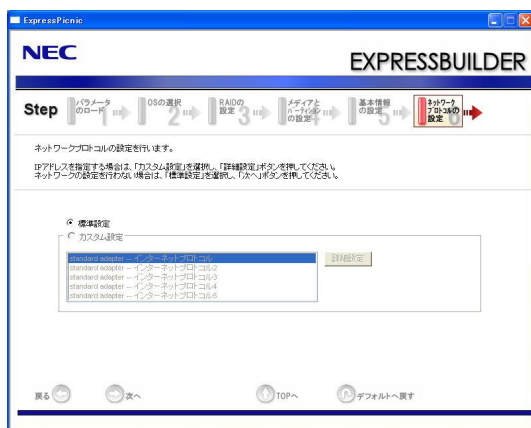 ExpressPicnic
NEC
EXPRESSBUILDER
Step
パラメータのロード 1
OSの選択 2
RAIDの設定 3
メディアとパーティションの設定 4
基本情報の設定 5
ネットワークプロトコルの設定 6
ネットワークプロトコルの設定を行います。
IPアドレスを指定する場合は、「カスタム設定」を選択し、「詳細設定」ボタンを押してください。
ネットワークの設定を行わない場合は、「標準設定」を選択し、「次へ」ボタンを押してください。
標準設定
カスタム設定
standard adapter -- インターネットプロトコル
詳細設定
standard adapter -- インターネットプロトコル2
standard adapter -- インターネットプロトコル3
standard adapter -- インターネットプロトコル4
standard adapter -- インターネットプロトコル5
戻る
次へ
TOPへ
デフォルトへ戻す